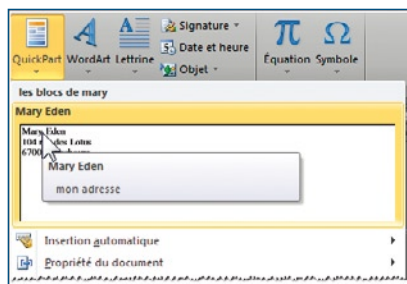 Signature
QuickPart WordArt Lettrine Date et heure Équation Symbole
Objet
les blocs de mary
Mary Eden
Mary Eden
104 des Lotus
6700
Mary Eden
mon adresse
Insertion automatique
Propriété du document